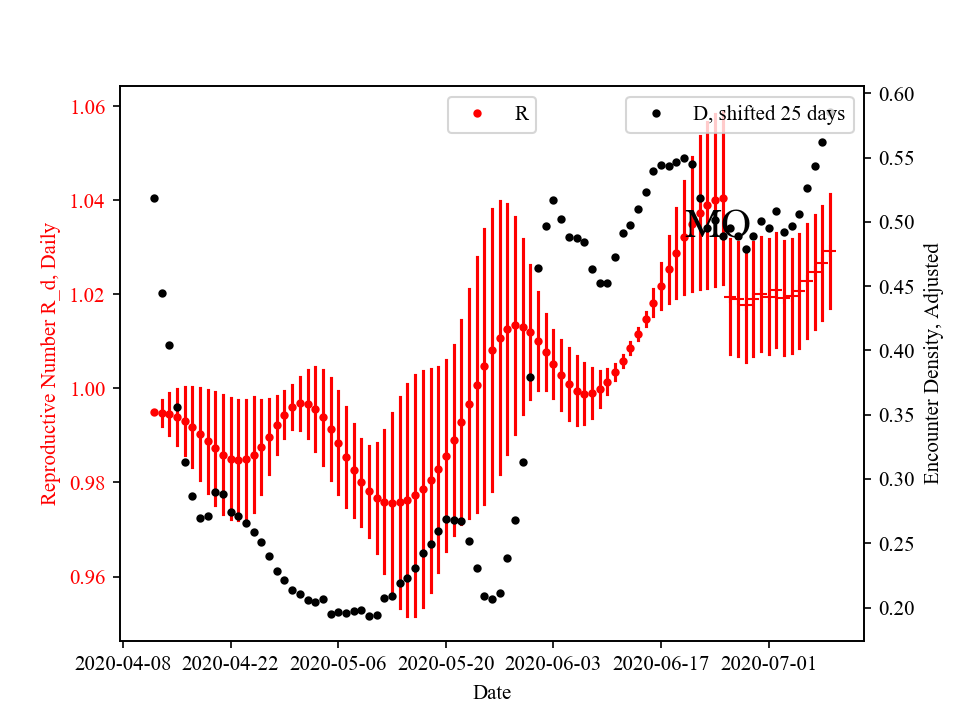 R
D, shifted 25 days
MO
Reproductive Number R_d, Daily
1.06
1.04
1.02
1.00
0.98
0.96
0.60
0.55
0.50
0.45
0.40
0.35
0.30
0.25
0.20
Encounter Density, Adjusted
2020-04-08 2020-04-22 2020-05-06 2020-05-20 2020-06-03 2020-06-17 2020-07-01
Date